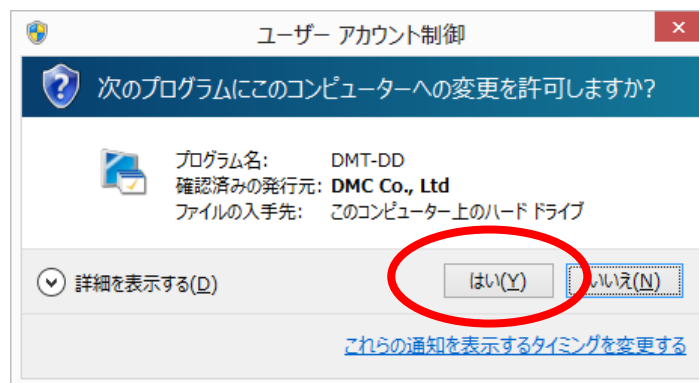 ユーザー アカウント制御
次のプログラムにこのコンピューターへの変更を許可しますか?
プログラム名: DMT-DD
確認済みの発行元: DMC Co., Ltd
ファイルの入手先: このコンピューター上のハード ドライブ
詳細を表示する(D) はい(Y) いいえ(N)
これらの通知を表示するタイミングを変更する